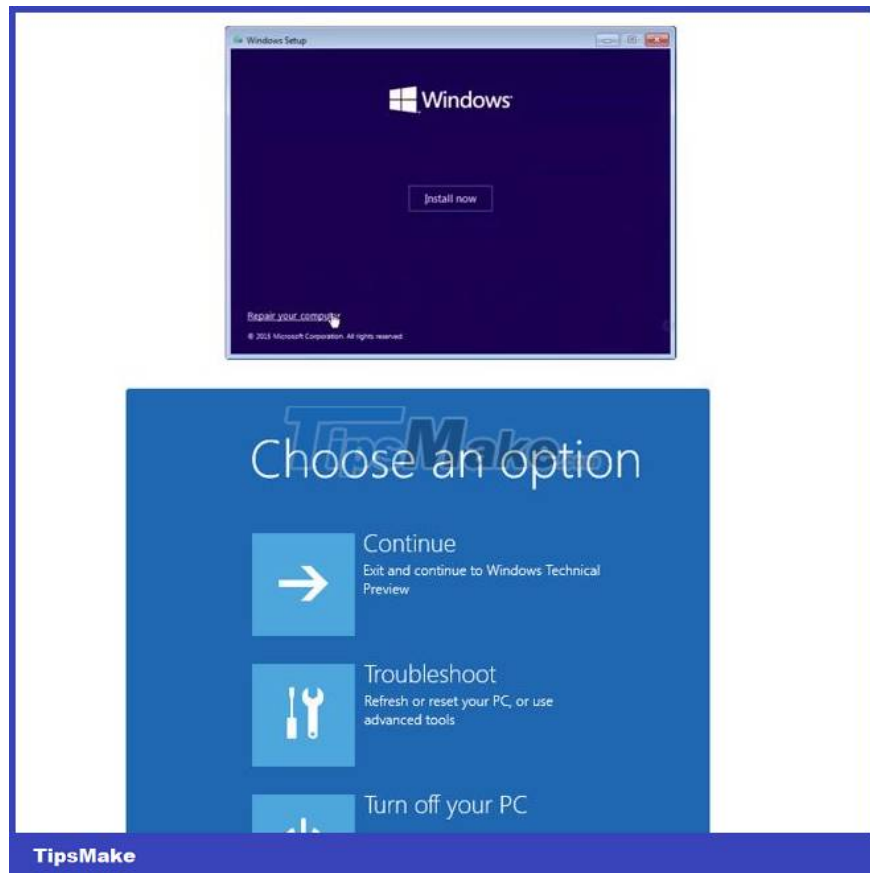 Windows Setup
Windows
Install now
Repair your computer
© 2015 Microsoft Corporation. All rights reserved.
TipsMake
Choose an option
Continue
Exit and continue to Windows Technical
Preview
Troubleshoot
Refresh or reset your PC, or use
advanced tools
Turn off your PC
TipsMake